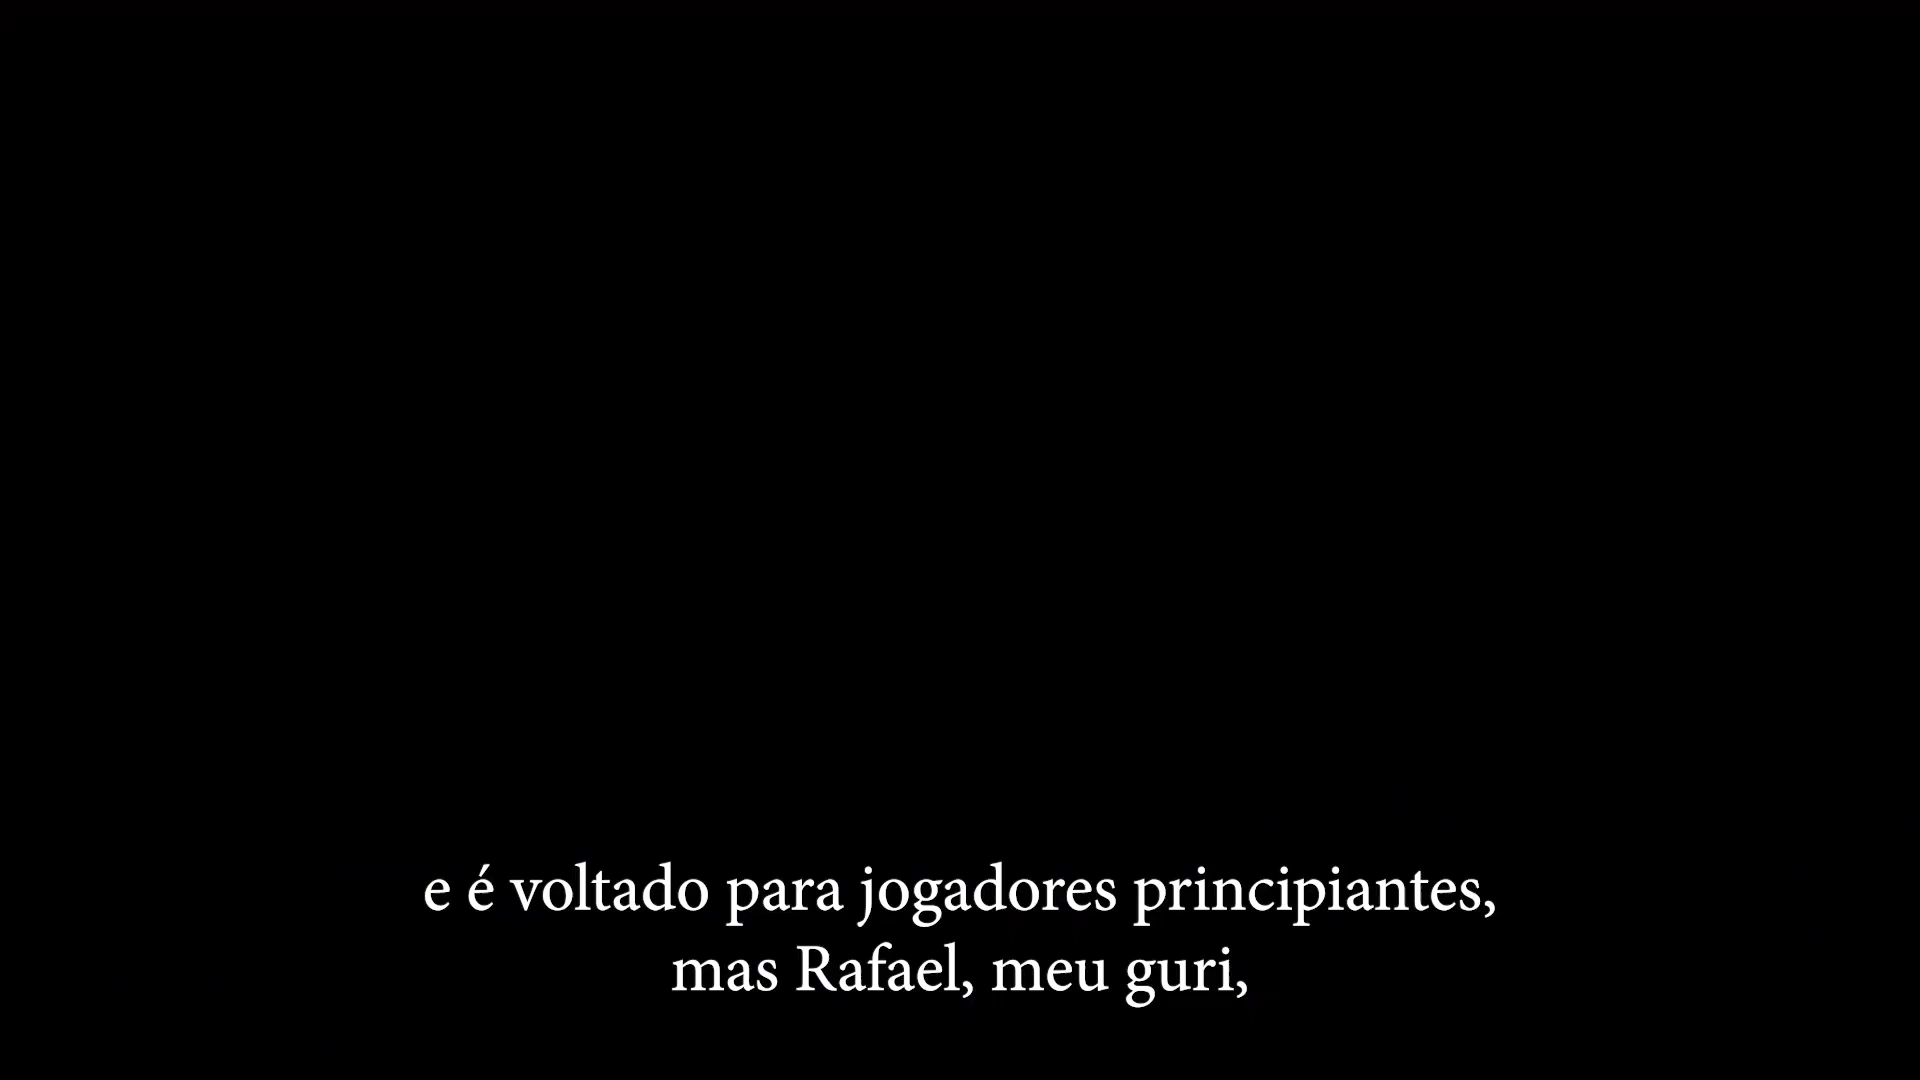 e é voltado para jogadores principiantes,
mas Rafael, meu guri,